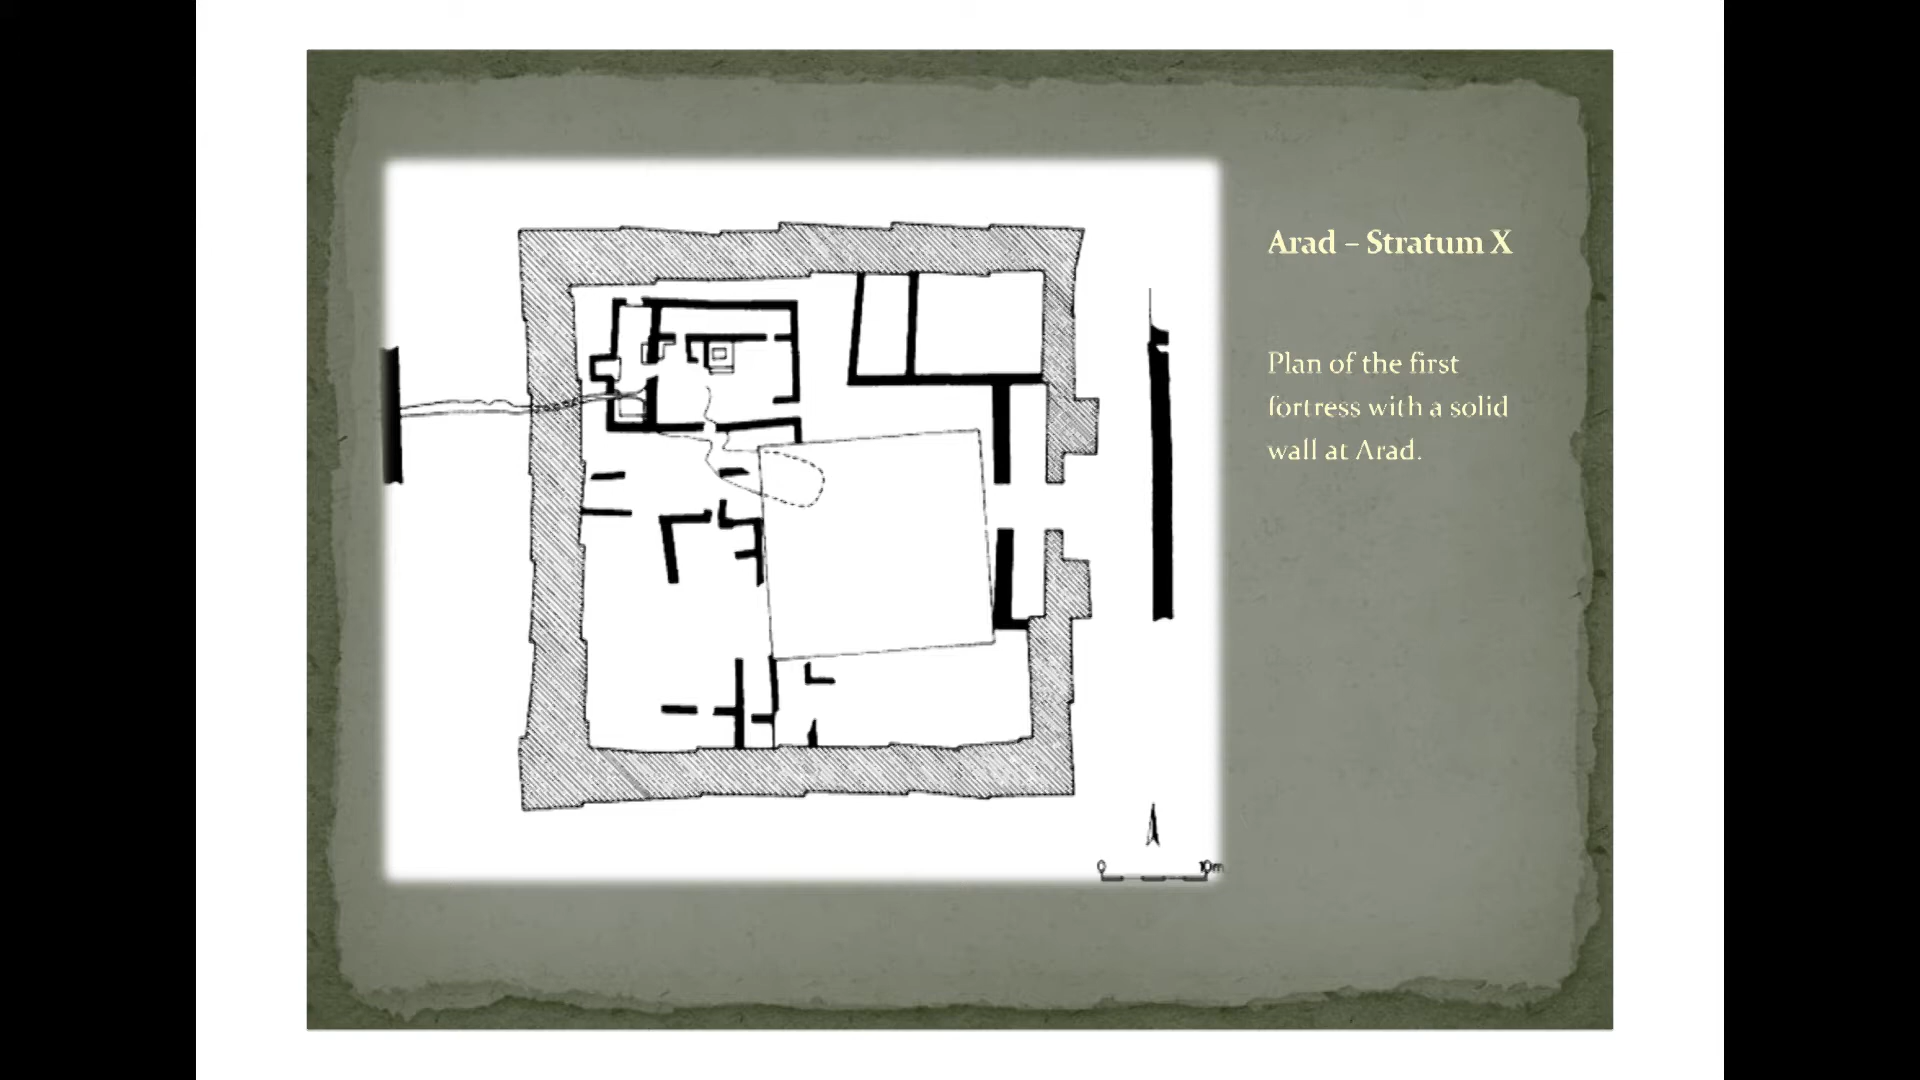 Arad – Stratum X
Plan of the first
fortress with a solid
wall at Arad.
0 10m